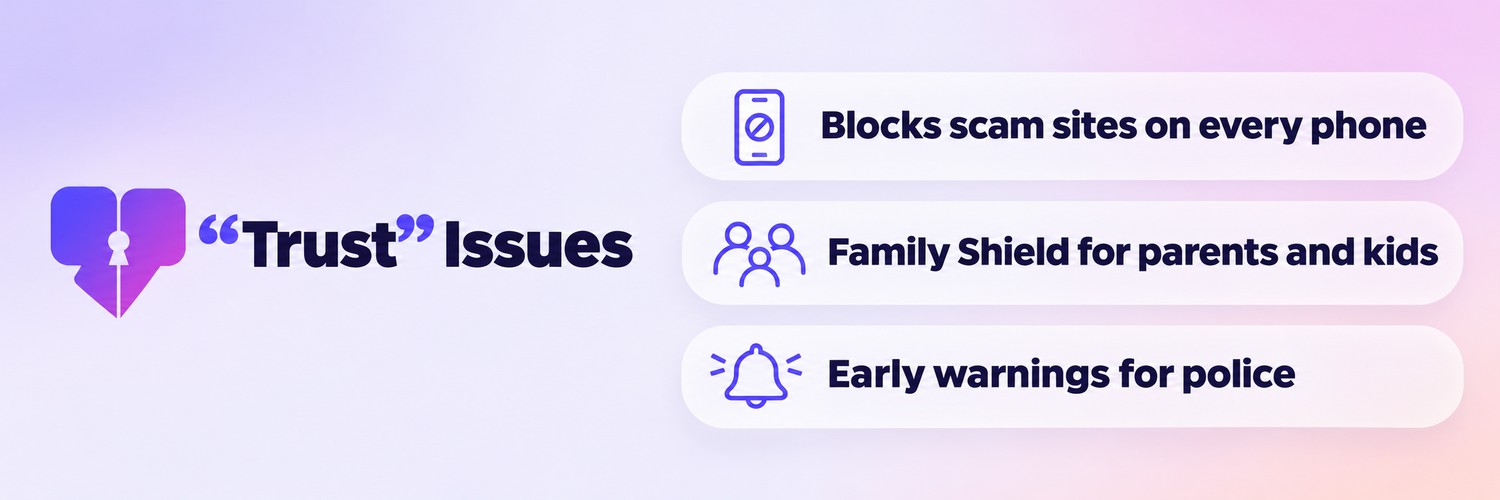 “Trust” Issues
Blocks scam sites on every phone
Family Shield for parents and kids
Early warnings for police